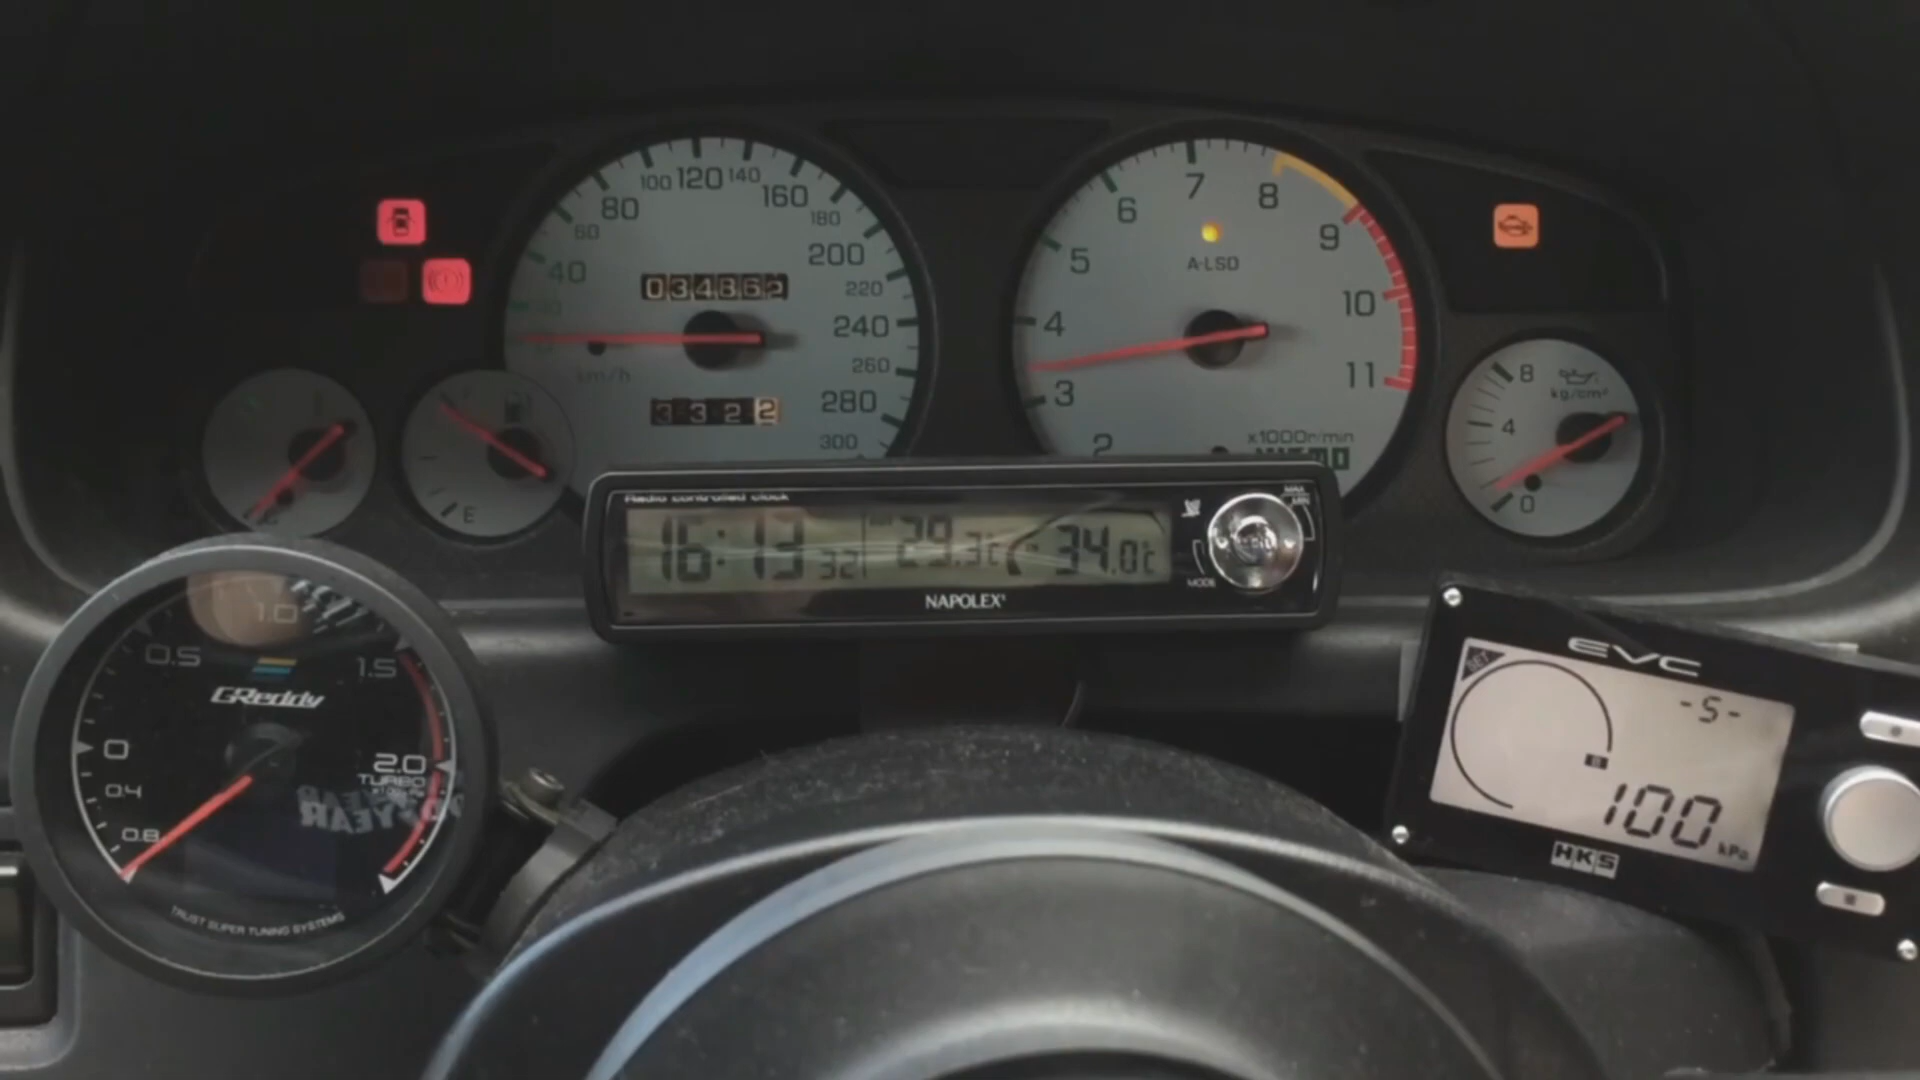 100 120 140
80 160
60 180
40 200
220
034862
240
260
km/h
280
3322
300
7
6 8
5 9
A-LSD
4 10
3 11
2
x1000r/min
8
kg/cm²
4
0
E
Radio controlled clock
16:13 32 29.3℃ 34.0℃
MAX
MIN
MODE
NAPOLEX
1.0
0.5 1.5
GReddy
0 2.0
TURBO
0.4
0.8
TRUST SUPER TUNING SYSTEMS
EVC
SET
-S-
100 kPa
HKS